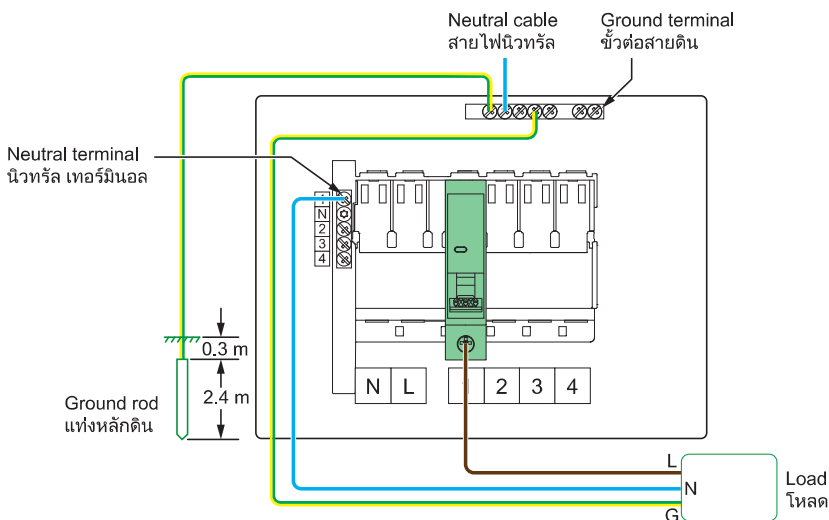 Neutral cable
สายไฟนิวทรัล
Ground terminal
ขั้วต่อสายดิน
Neutral terminal
นิวทรัล เทอร์มินอล
1
N
2
3
4
0.3 m
2.4 m
Ground rod
แท่งหลักดิน
N L 1 2 3 4
L
N
G
Load
โหลด